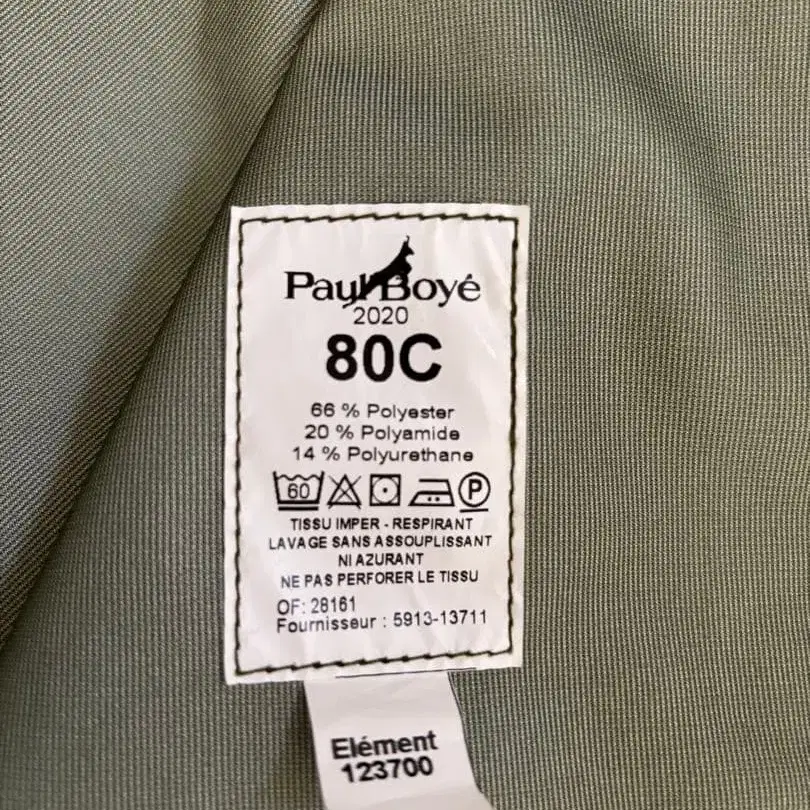 Paul Boyé
2020
80C
66 % Polyester
20 % Polyamide
14 % Polyurethane
60 P
TISSU IMPER - RESPIRANT
LAVAGE SANS ASSOUPLISSANT
NI AZURANT
NE PAS PERFORER LE TISSU
OF: 28161
Fournisseur : 5913-13711
Elément
123700